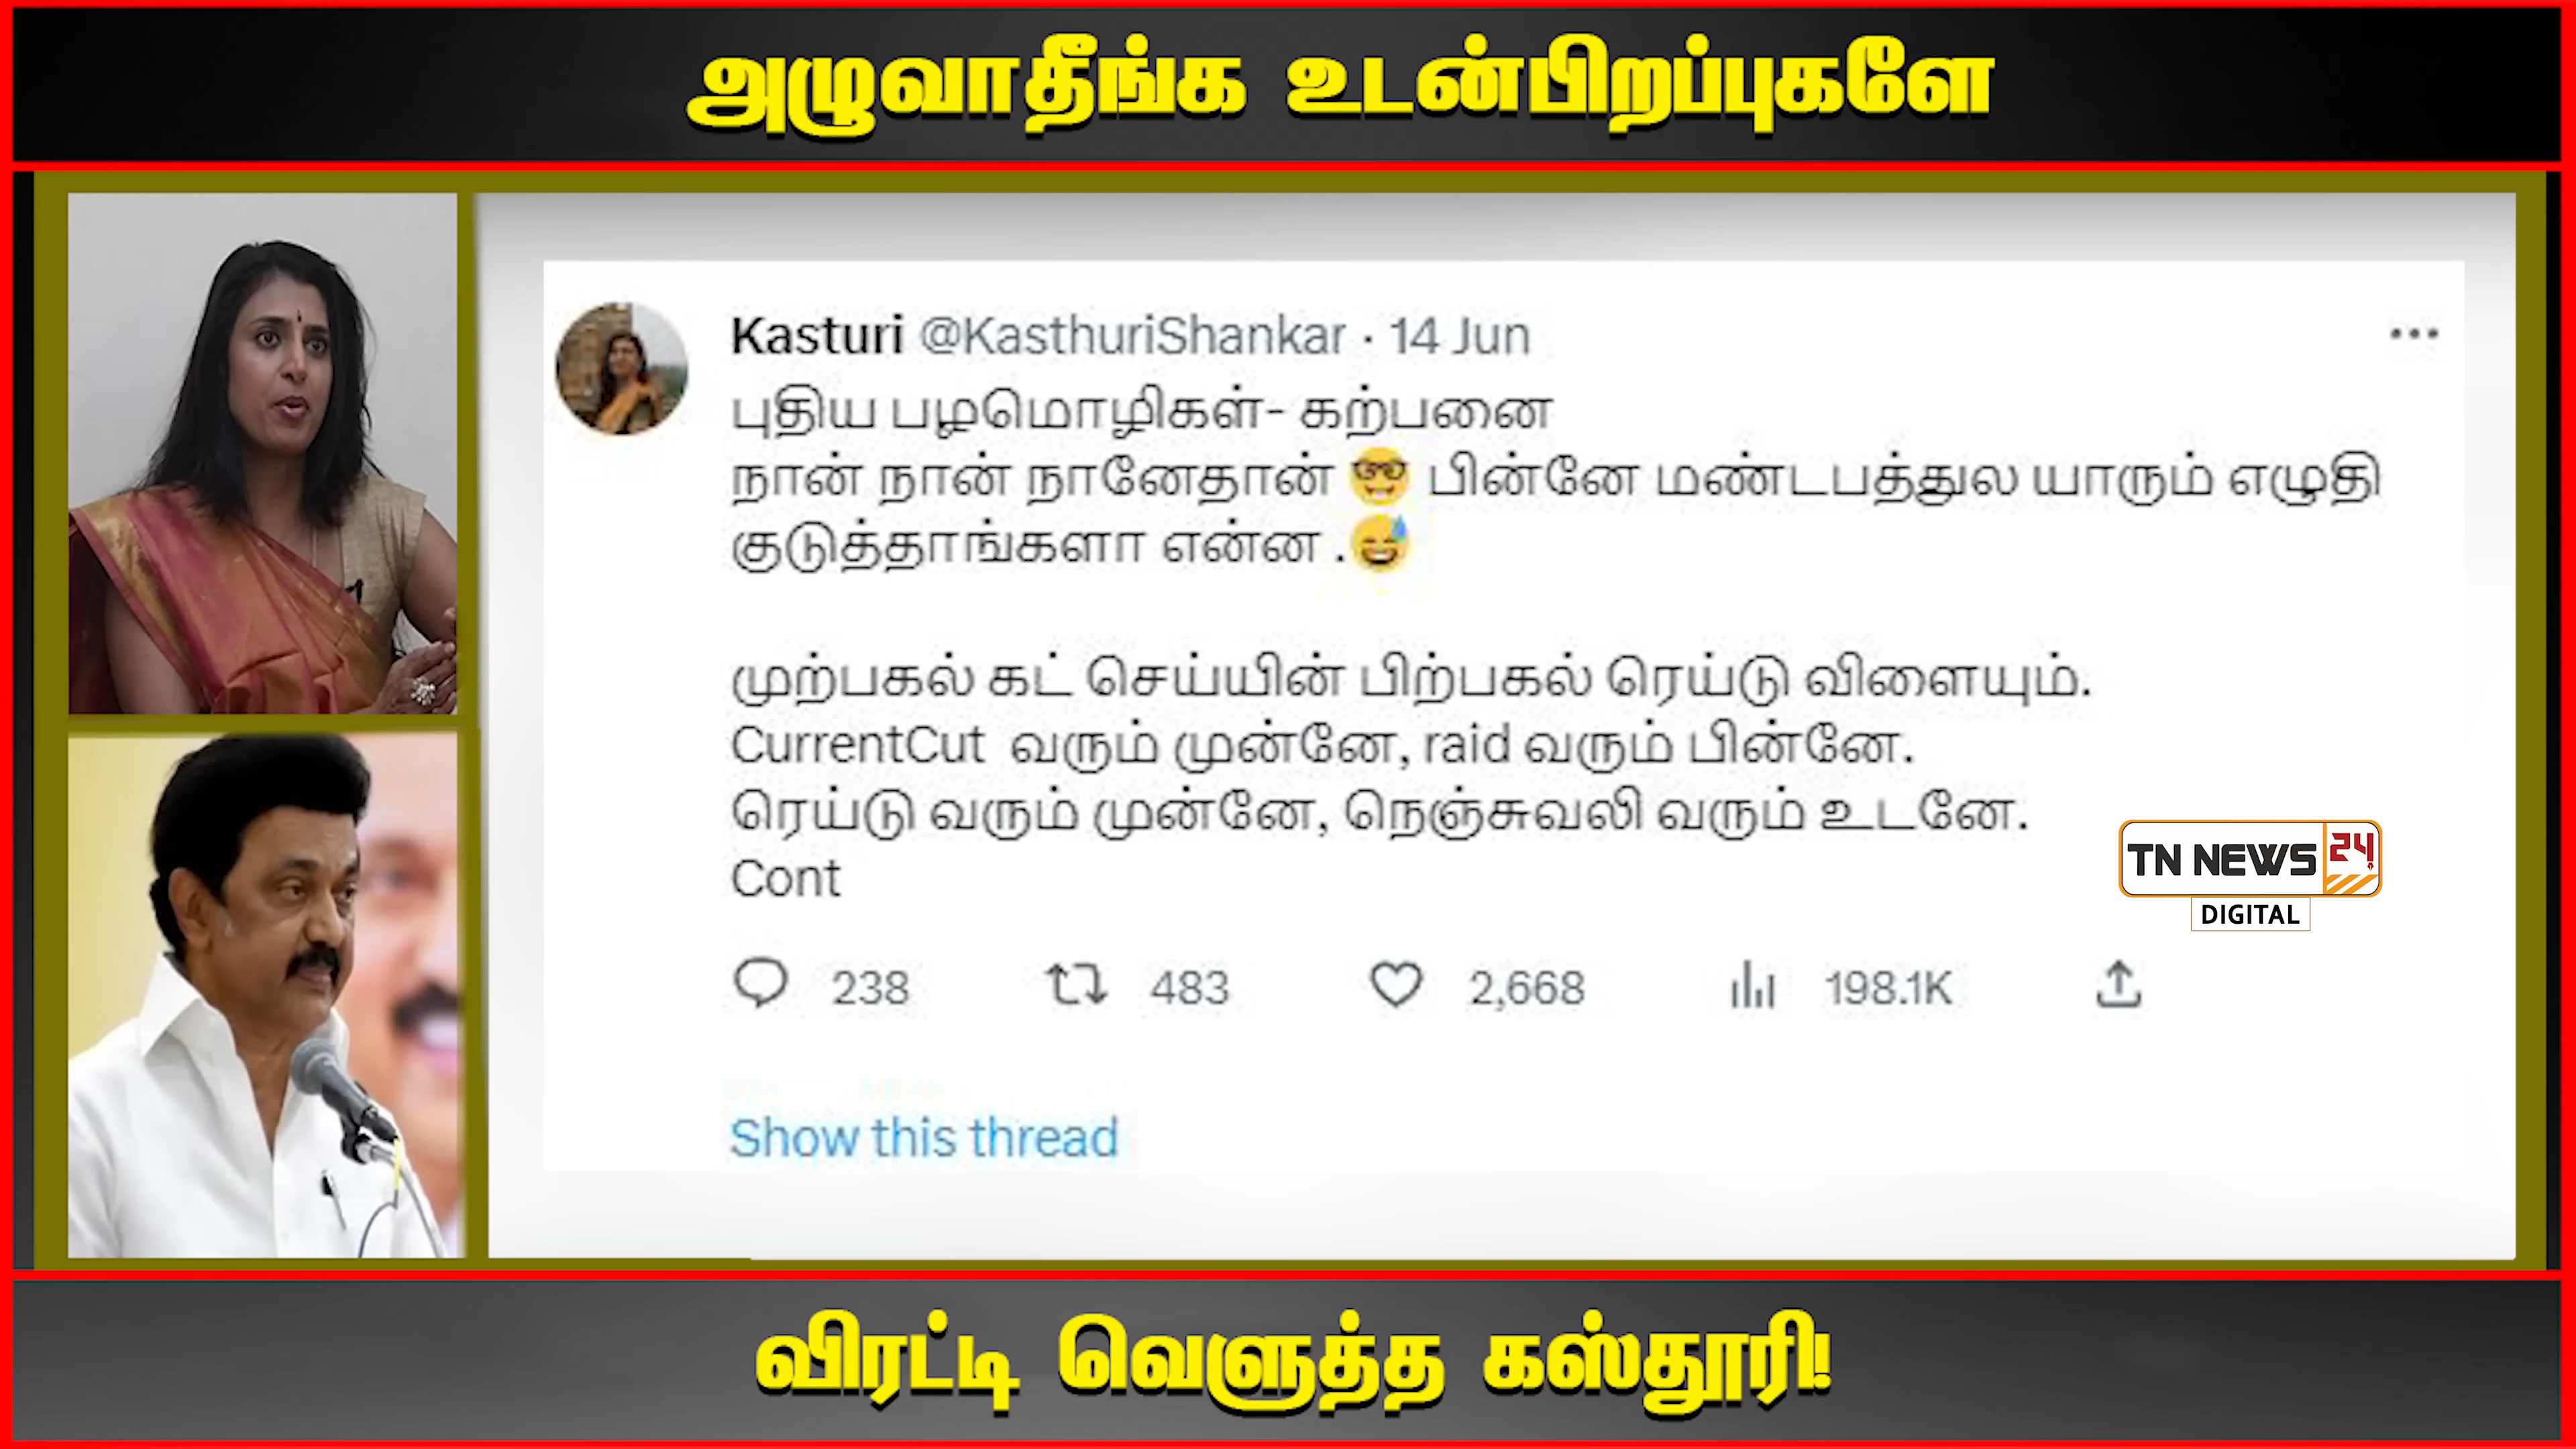 அழுவாதீங்க உடன்பிறப்புகளே
Kasturi @KasthuriShankar · 14 Jun
புதிய பழமொழிகள்- கற்பனை
நான் நான் நானேதான் 🤓 பின்னே மண்டபத்துல யாரும் எழுதி
குடுத்தாங்களா என்ன .😅
முற்பகல் கட் செய்யின் பிற்பகல் ரெய்டு விளையும்.
CurrentCut வரும் முன்னே, raid வரும் பின்னே.
ரெய்டு வரும் முன்னே, நெஞ்சுவலி வரும் உடனே.
Cont
TN NEWS 24
DIGITAL
238 483 2,668 198.1K
Show this thread
விரட்டி வெளுத்த கஸ்தூரி!